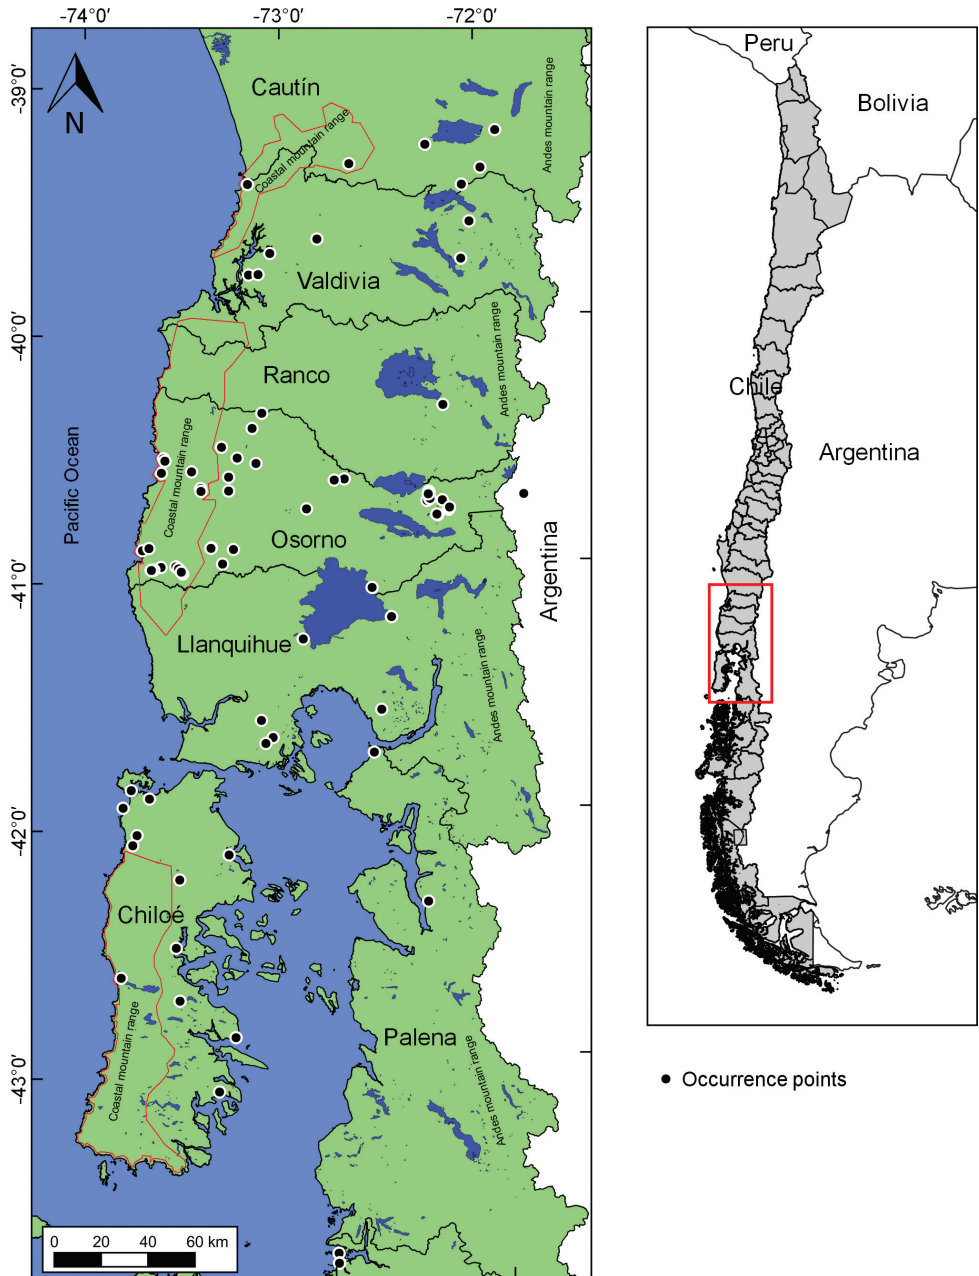 -74°0'
-73°0'
-72°0'
-39°0'
-40°0'
-41°0'
-42°0'
-43°0'
N
Cautín
Coastal mountain range
Andes mountain range
Valdivia
Ranco
Andes mountain range
Pacific Ocean
Coastal mountain range
Osorno
Argentina
Llanquihue
Andes mountain range
Chiloé
Coastal mountain range
Palena
Andes mountain range
0 20 40 60 km
Peru
Bolivia
Chile
Argentina
Occurrence points